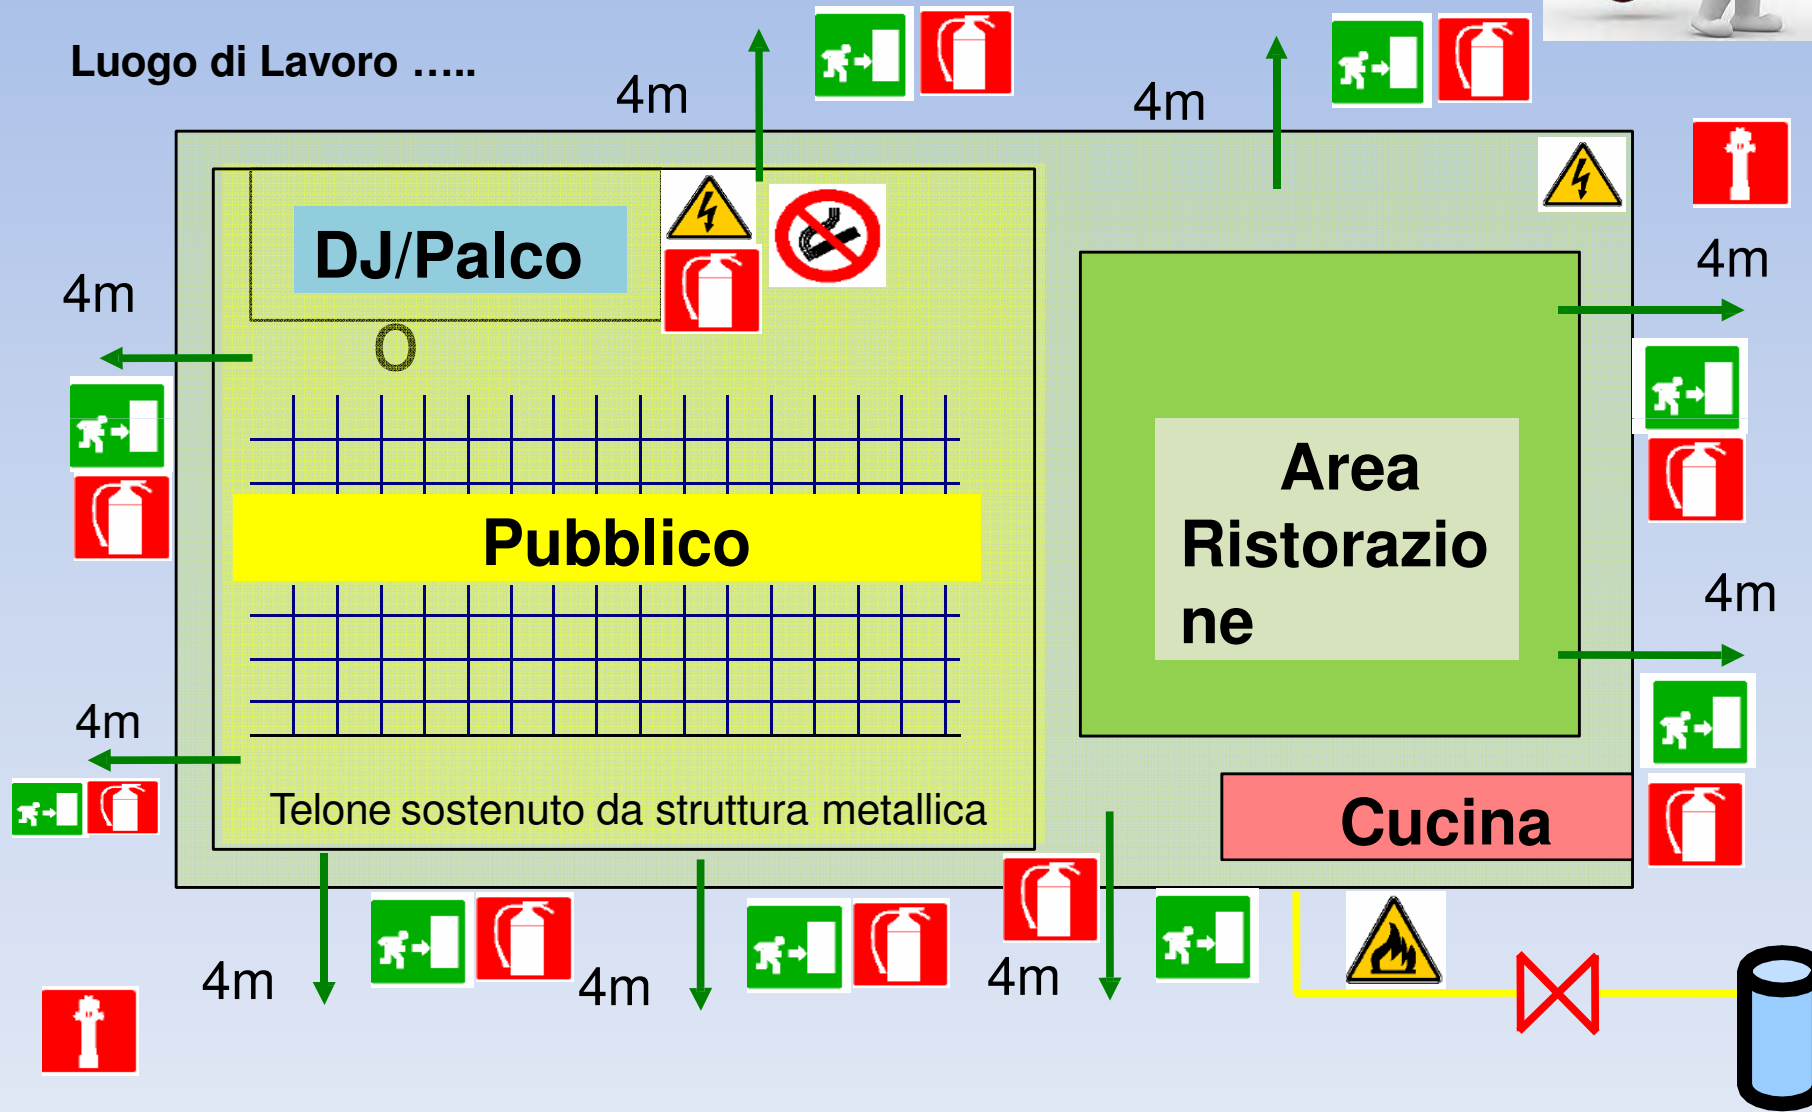 Luogo di Lavoro .....
4m
4m
4m
4m
DJ/Palco
O
Area
Ristorazio
ne
Pubblico
4m
4m
Telone sostenuto da struttura metallica
Cucina
4m
4m
4m